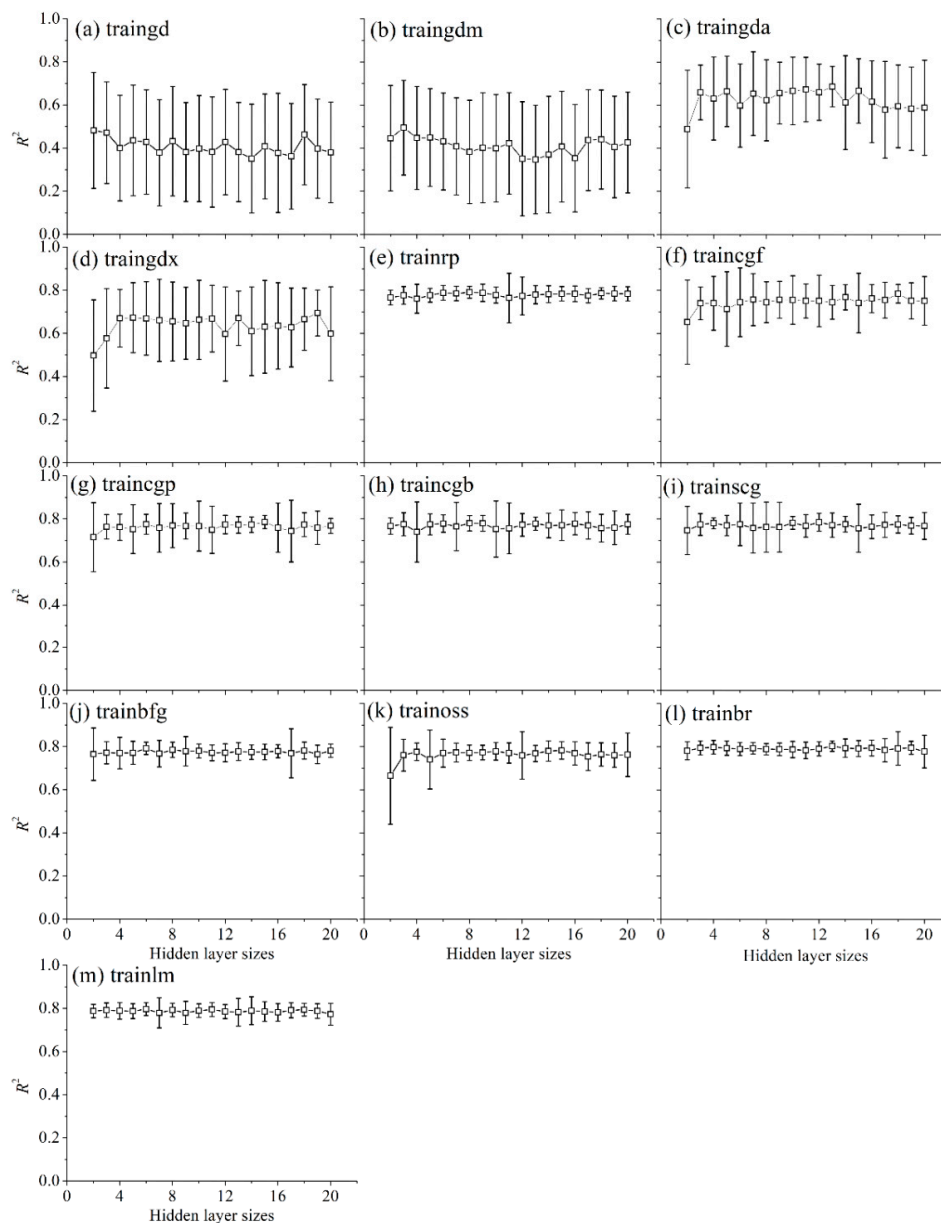 (a) traingd
(b) traingdm
(c) traingda
1.0
0.8
0.6
0.4
0.2
R²
(d) traingdx
(e) trainrp
(f) traincgf
1.0
0.8
0.6
0.4
0.2
0.0
R²
(g) traincgp
(h) traincgb
(i) trainscg
1.0
0.8
0.6
0.4
0.2
0.0
R²
(j) trainbfg
(k) trainoss
(l) trainbr
1.0
0.8
0.6
0.4
0.2
0.0
R²
0 4 8 12 16 20
0 4 8 12 16 20
0 4 8 12 16 20
Hidden layer sizes
Hidden layer sizes
Hidden layer sizes
(m) trainlm
1.0
0.8
0.6
0.4
0.2
0.0
R²
0 4 8 12 16 20
Hidden layer sizes